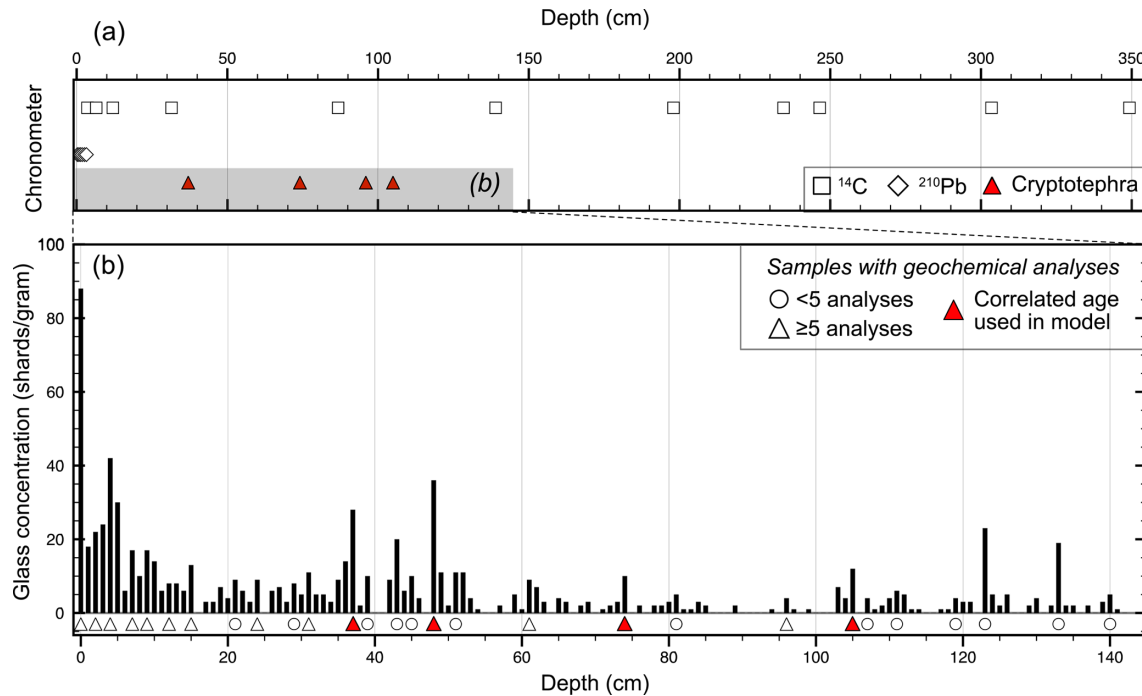 Depth (cm)
(a)
0 50 100 150 200 250 300 350
Chronometer
(b)
14C 210Pb Cryptotephra
(b)
Samples with geochemical analyses
<5 analyses
≥5 analyses
Correlated age
used in model
Glass concentration (shards/gram)
100
80
60
40
20
0
0 20 40 60 80 100 120 140
Depth (cm)